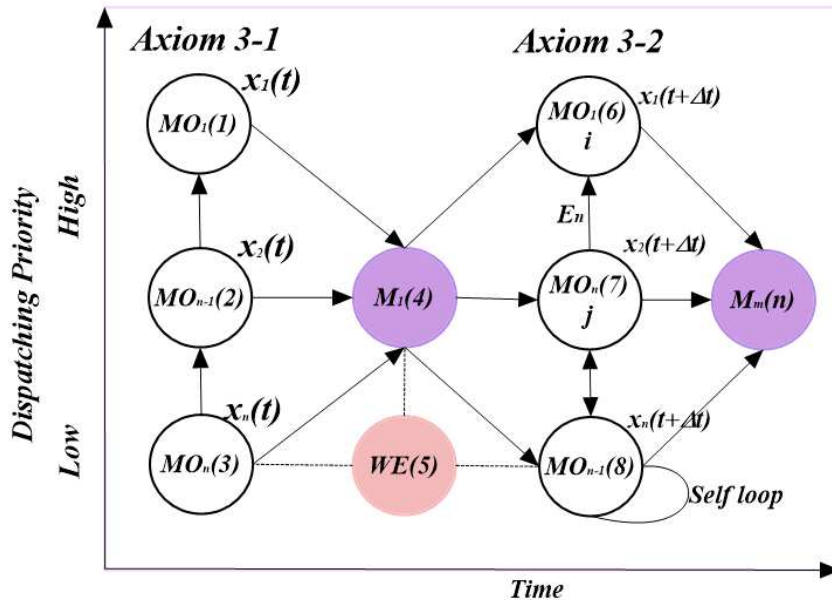 Axiom 3-1
Axiom 3-2
x₁(t)
x₁(t+Δt)
MO₁(1)
MO₁(6)
i
High
Eₙ
x₂(t)
x₂(t+Δt)
Dispatching Priority
MOₙ₋₁(2)
M₁(4)
MOₙ(7)
j
Mₘ(n)
xₙ(t)
xₙ(t+Δt)
Low
MOₙ(3)
WE(5)
MOₙ₋₁(8)
Self loop
Time